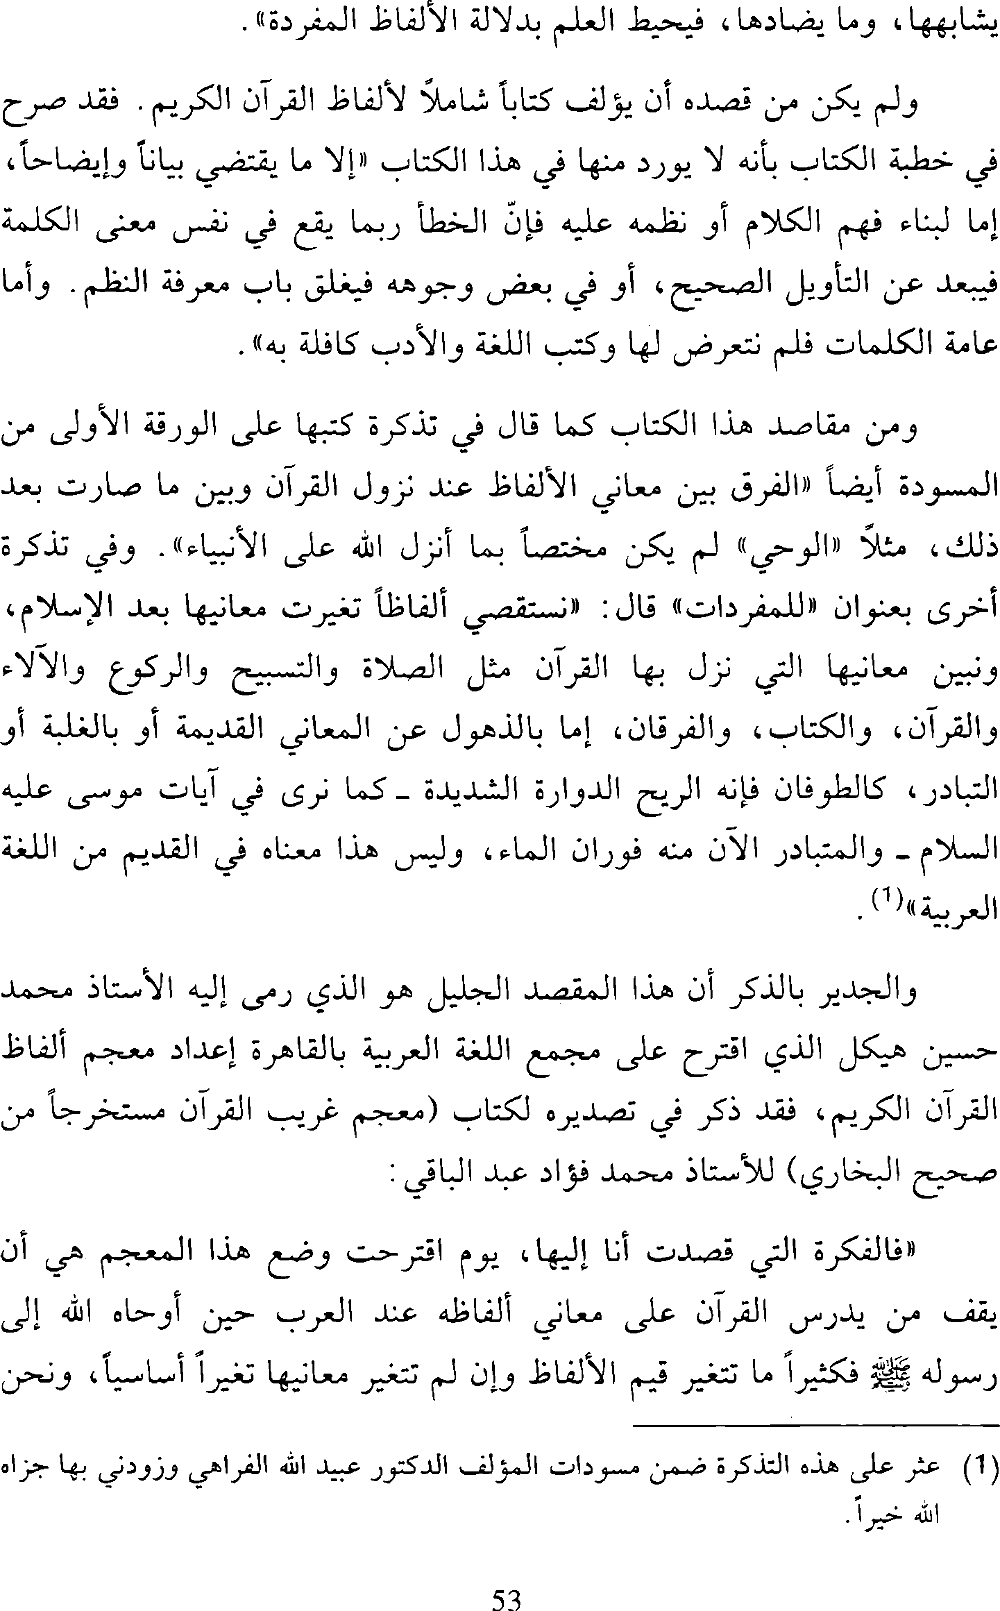 يشابهها، وما يضادها، فيحيط العلم بدلالة الألفاظ المفردة».
ولم يكن من قصده أن يؤلف كتاباً شاملاً لألفاظ القرآن الكريم. فقد صرح
في خطبة الكتاب بأنه لا يورد منها في هذا الكتاب «إلا ما يقتضي بياناً وإيضاحاً،
إما لبناء فهم الكلام أو نظمه عليه فإنّ الخطأ ربما يقع في نفس معنى الكلمة
فيبعد عن التأويل الصحيح، أو في بعض وجوهه فيغلق باب معرفة النظم. وأما
عامة الكلمات فلم نتعرض لها وكتب اللغة والأدب كافلة به».
ومن مقاصد هذا الكتاب كما قال في تذكرة كتبها على الورقة الأولى من
المسودة أيضاً «الفرق بين معاني الألفاظ عند نزول القرآن وبين ما صارت بعد
ذلك، مثلاً «الوحي» لم يكن مختصاً بما أنزل الله على الأنبياء». وفي تذكرة
أخرى بعنوان «للمفردات» قال: «نستقصي ألفاظاً تغيرت معانيها بعد الإسلام،
ونبين معانيها التي نزل بها القرآن مثل الصلاة والتسبيح والركوع والآلاء
والقرآن، والكتاب، والفرقان، إما بالذهول عن المعاني القديمة أو بالغلبة أو
التبادر، كالطوفان فإنه الريح الدوارة الشديدة ـ كما نرى في آيات موسى عليه
السلام ـ والمتبادر الآن منه فوران الماء، وليس هذا معناه في القديم من اللغة
العربية»(1).
والجدير بالذكر أن هذا المقصد الجليل هو الذي رمى إليه الأستاذ محمد
حسين هيكل الذي اقترح على مجمع اللغة العربية بالقاهرة إعداد معجم ألفاظ
القرآن الكريم، فقد ذكر في تصديره لكتاب (معجم غريب القرآن مستخرجاً من
صحيح البخاري) للأستاذ محمد فؤاد عبد الباقي:
«فالفكرة التي قصدت أنا إليها، يوم اقترحت وضع هذا المعجم هي أن
يقف من يدرس القرآن على معاني ألفاظه عند العرب حين أوحاه الله إلى
رسوله ﷺ فكثيراً ما تتغير قيم الألفاظ وإن لم تتغير معانيها تغيراً أساسياً، ونحن
(1) عثر على هذه التذكرة ضمن مسودات المؤلف الدكتور عبيد الله الفراهي وزودني بها جزاه
الله خيراً.
53